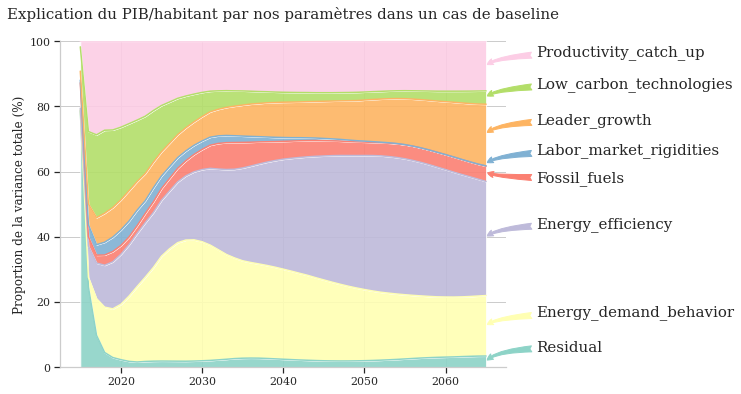 Explication du PIB/habitant par nos paramètres dans un cas de baseline
Proportion de la variance totale (%)
100
80
60
40
20
0
2020 2030 2040 2050 2060
Productivity_catch_up
Low_carbon_technologies
Leader_growth
Labor_market_rigidities
Fossil_fuels
Energy_efficiency
Energy_demand_behavior
Residual